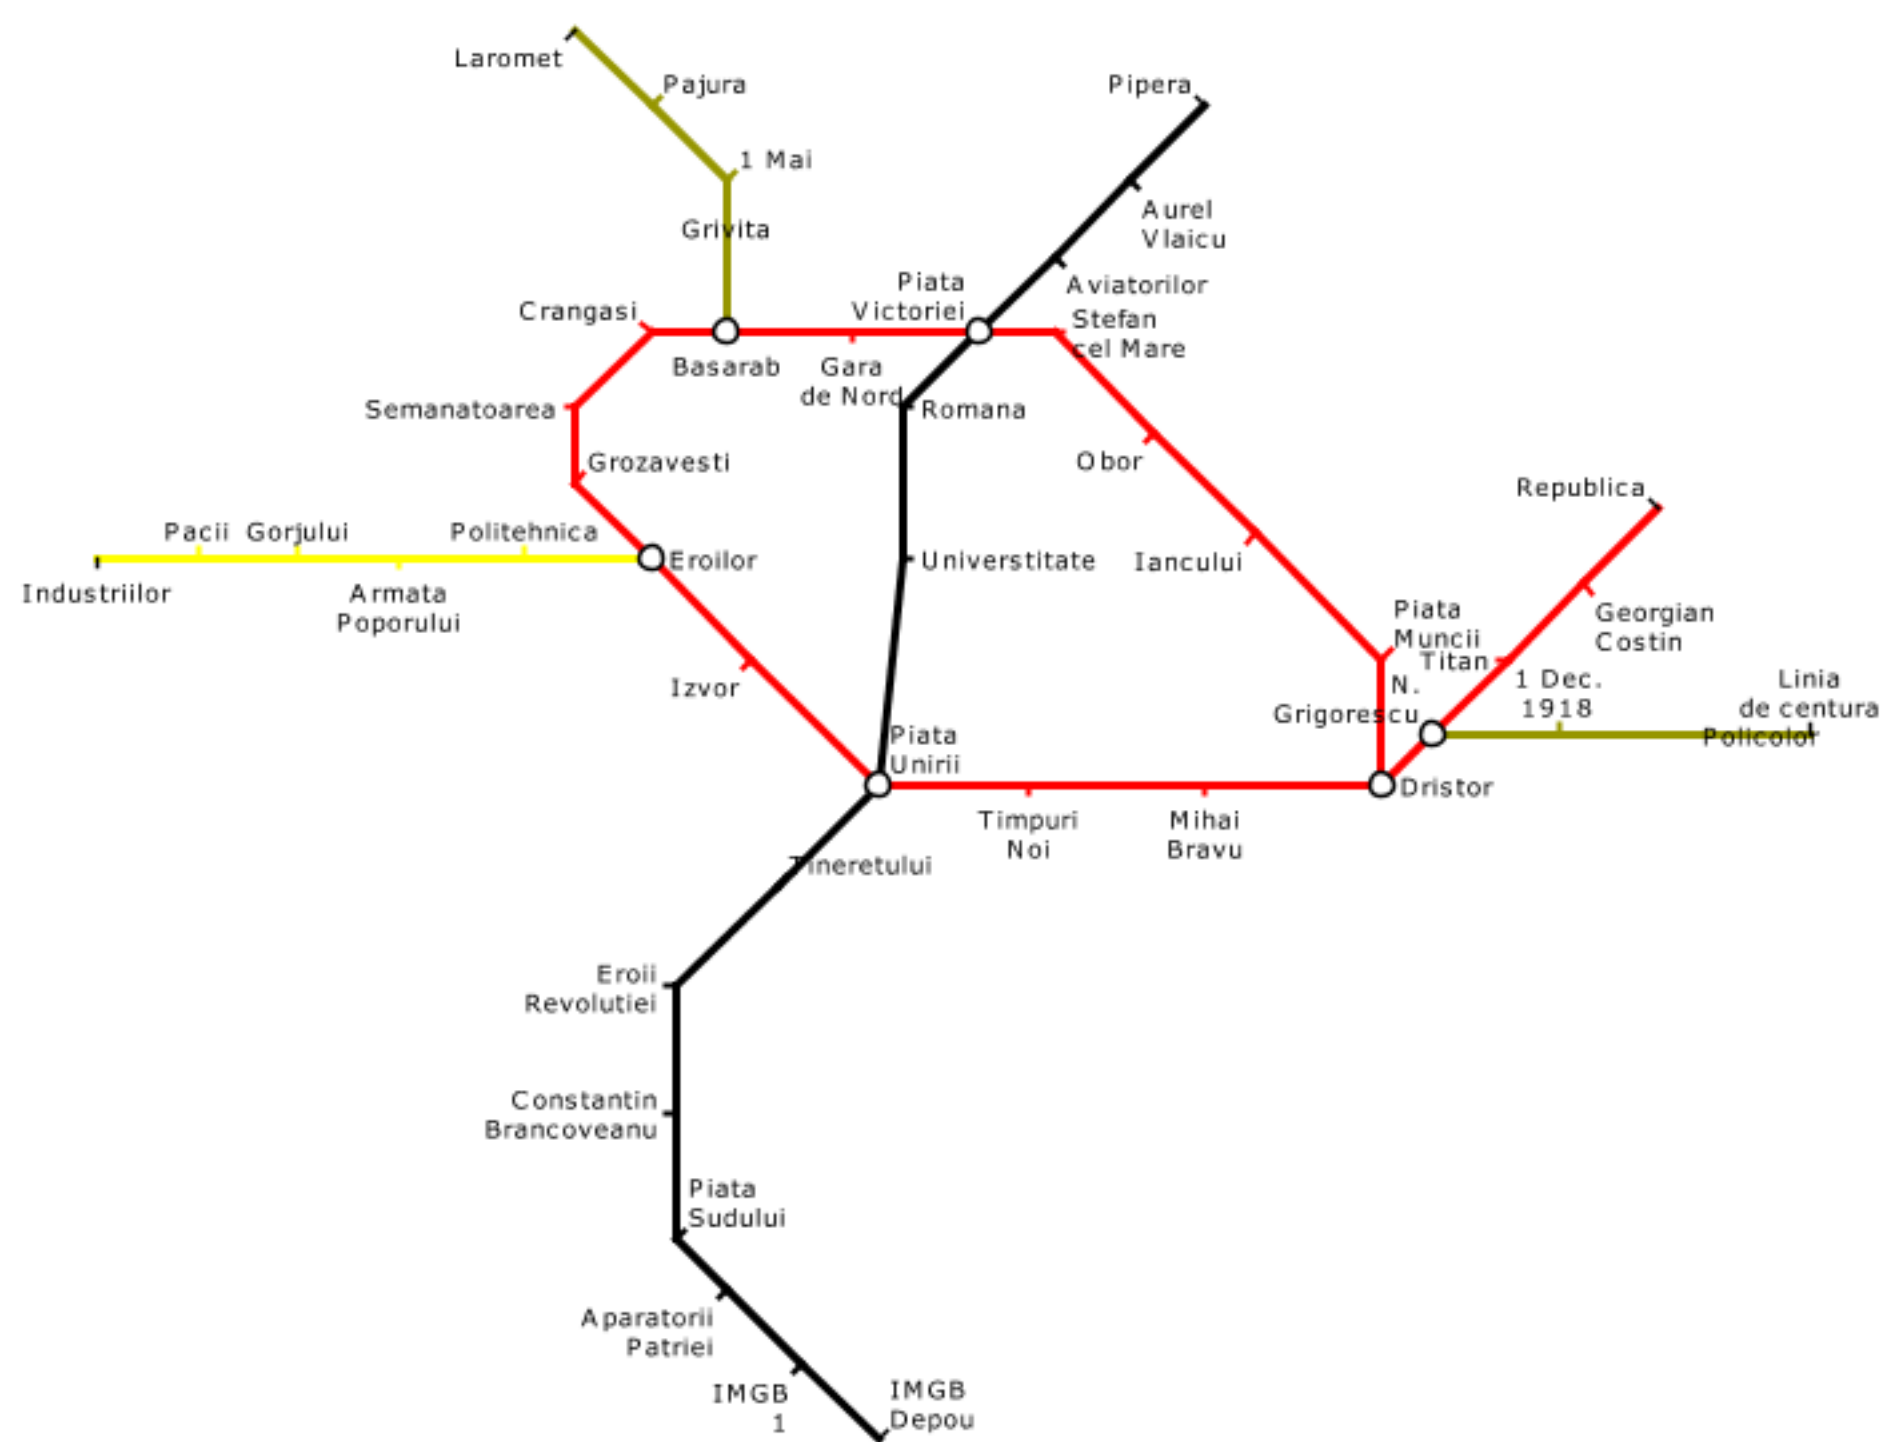 Laromet
Pajura
Pipera
1 Mai
Aurel
Vlaicu
Grivita
Piata
Victoriei
Aviatorilor
Crangasi
Stefan
cel Mare
Basarab
Gara
de Nord
Semanatoarea
Romana
Grozavesti
Obor
Republica
Pacii
Gorjului
Politehnica
Eroilor
Universtitate
Iancului
Industriilor
Armata
Poporului
Piata
Muncii
Georgian
Costin
Titan
Izvor
N.
Grigorescu
1 Dec.
1918
Linia
de centura
Policolor
Piata
Unirii
Dristor
Timpuri
Noi
Mihai
Bravu
Tineretului
Eroii
Revolutiei
Constantin
Brancoveanu
Piata
Sudului
Aparatorii
Patriei
IMGB
1
IMGB
Depou